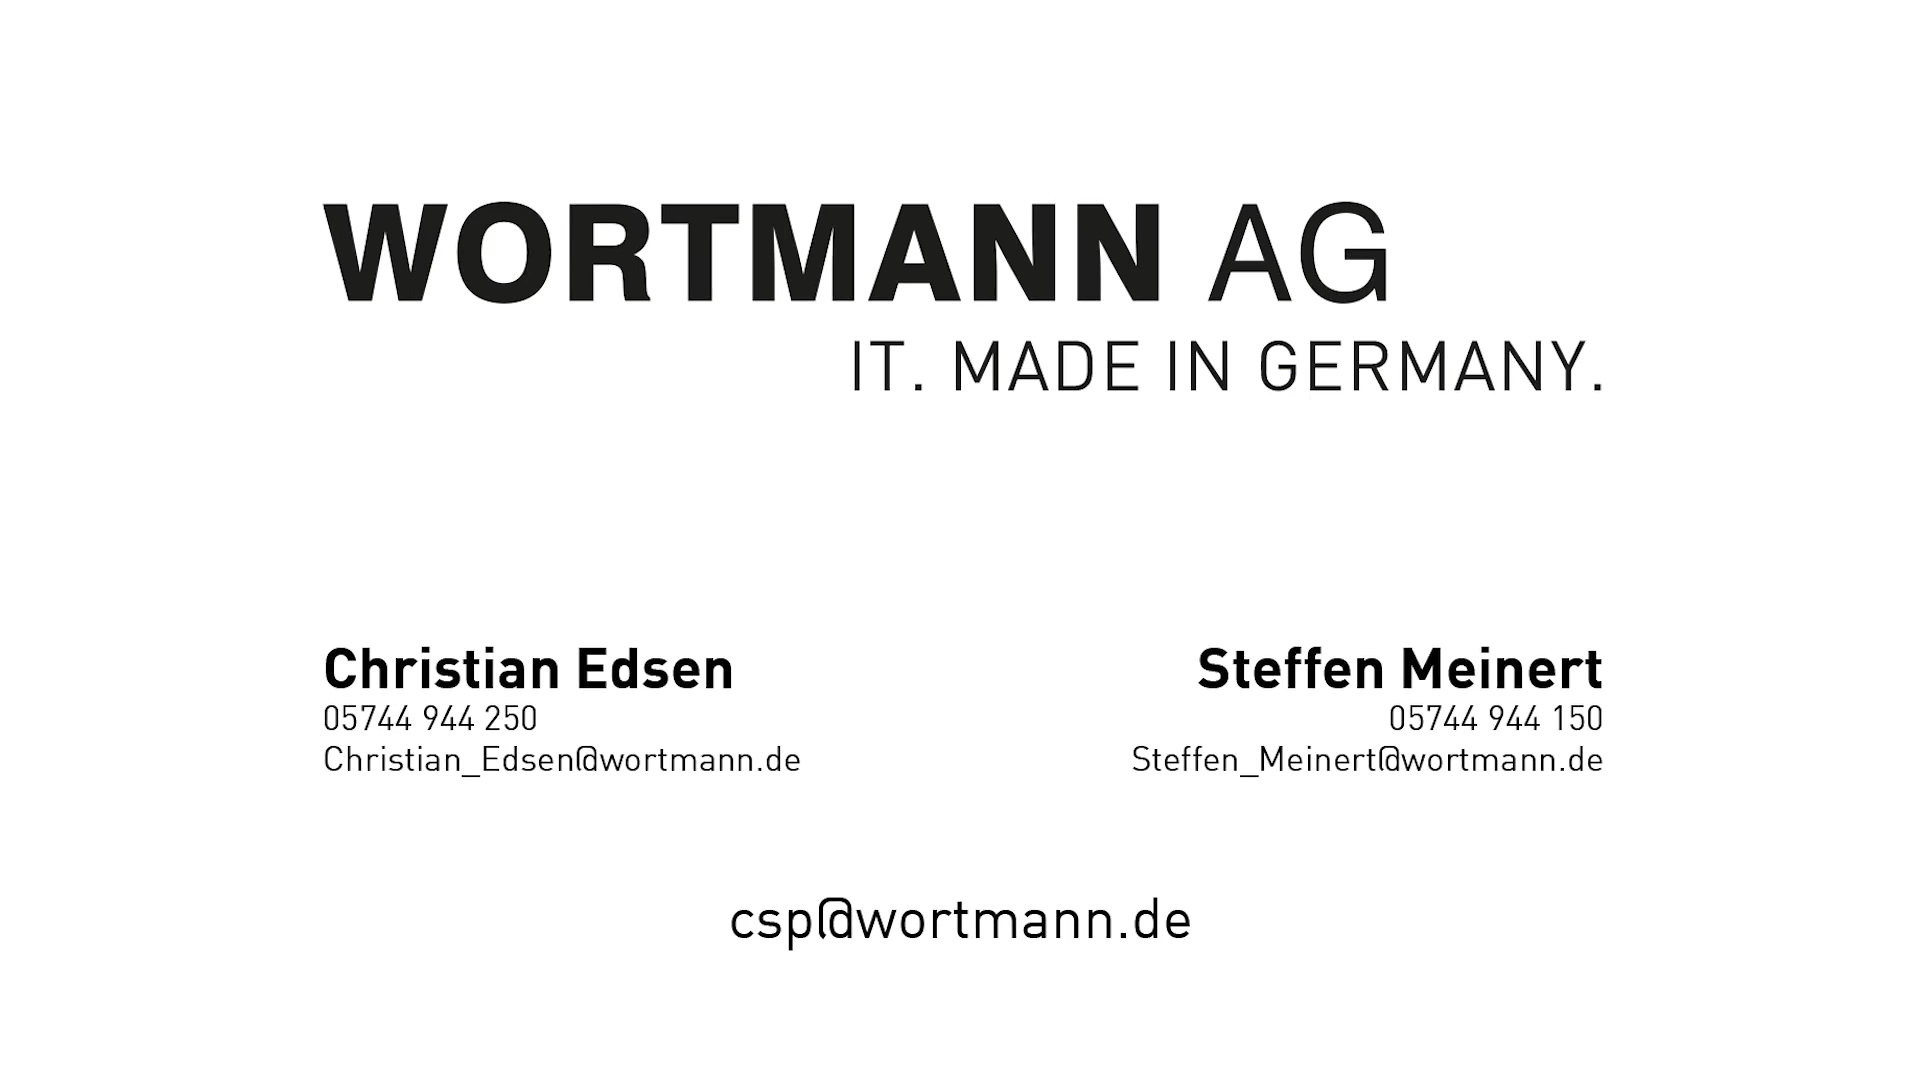 WORTMANN AG
IT. MADE IN GERMANY.
Christian Edsen
05744 944 250
Christian_Edsen@wortmann.de
Steffen Meinert
05744 944 150
Steffen_Meinert@wortmann.de
csp@wortmann.de